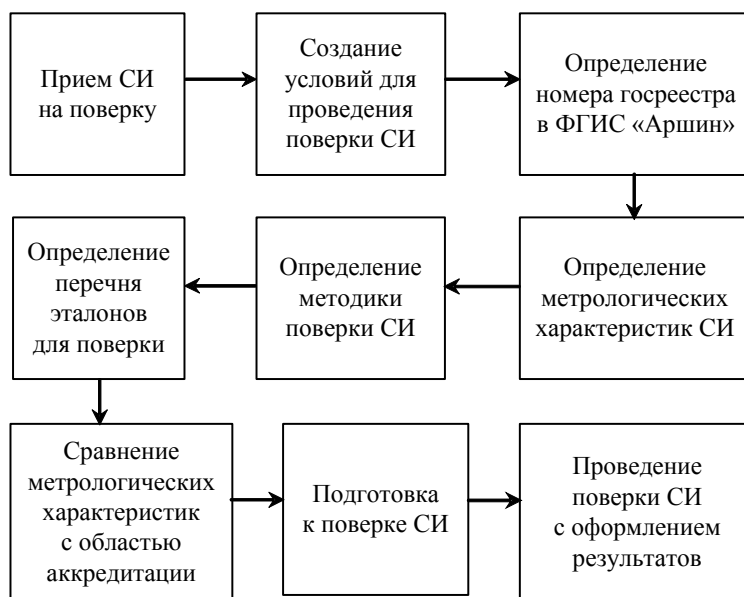 Прием СИ
на поверку
Создание
условий для
проведения
поверки СИ
Определение
номера госреестра
в ФГИС «Аршин»
Определение
перечня
эталонов
для поверки
Определение
методики
поверки СИ
Определение
метрологических
характеристик СИ
Сравнение
метрологических
характеристик
с областью
аккредитации
Подготовка
к поверке СИ
Проведение
поверки СИ
с оформлением
результатов